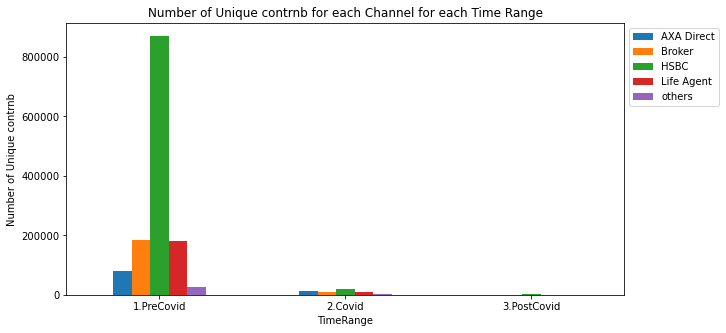 Number of Unique contrnb for each Channel for each Time Range
AXA Direct
Broker
HSBC
Life Agent
others
Number of Unique contrnb
800000
600000
400000
200000
0
1.PreCovid
2.Covid
3.PostCovid
TimeRange